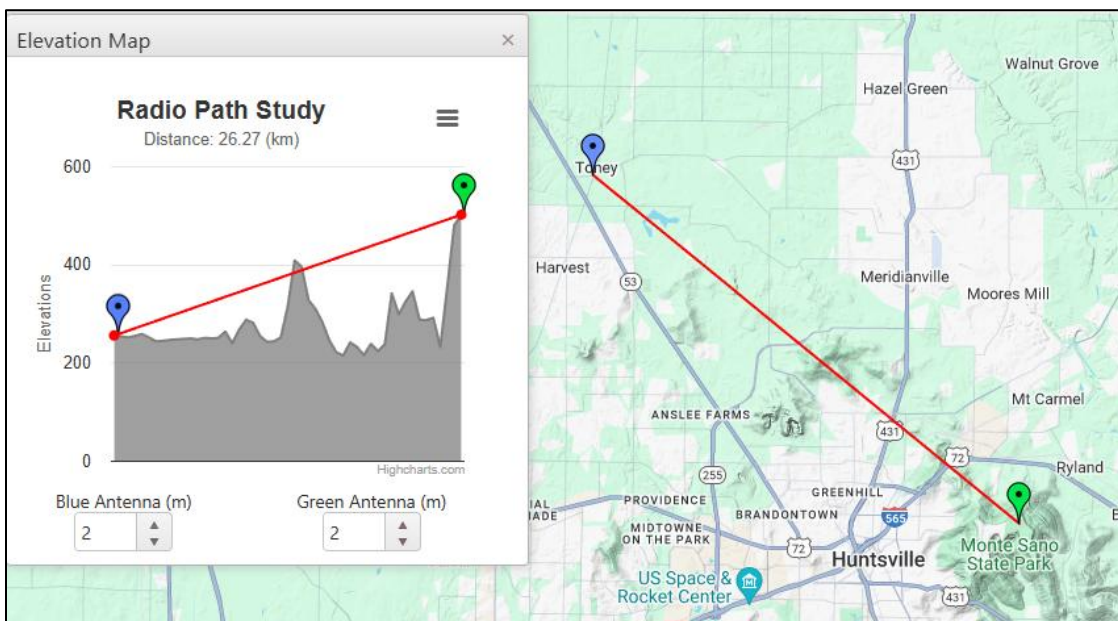 Elevation Map
×
Radio Path Study
Distance: 26.27 (km)
600
400
200
0
Elevations
Highcharts.com
Blue Antenna (m)
2
Green Antenna (m)
2
Walnut Grove
Hazel Green
431
Toney
Harvest
53
Meridianville
Moores Mill
Mt Carmel
ANSLEE FARMS
431
72
255
Ryland
GREENHILL
PROVIDENCE
BRANDONTOWN
565
MIDTOWNE
ON THE PARK
72
Huntsville
Monte Sano
State Park
US Space &
Rocket Center
431